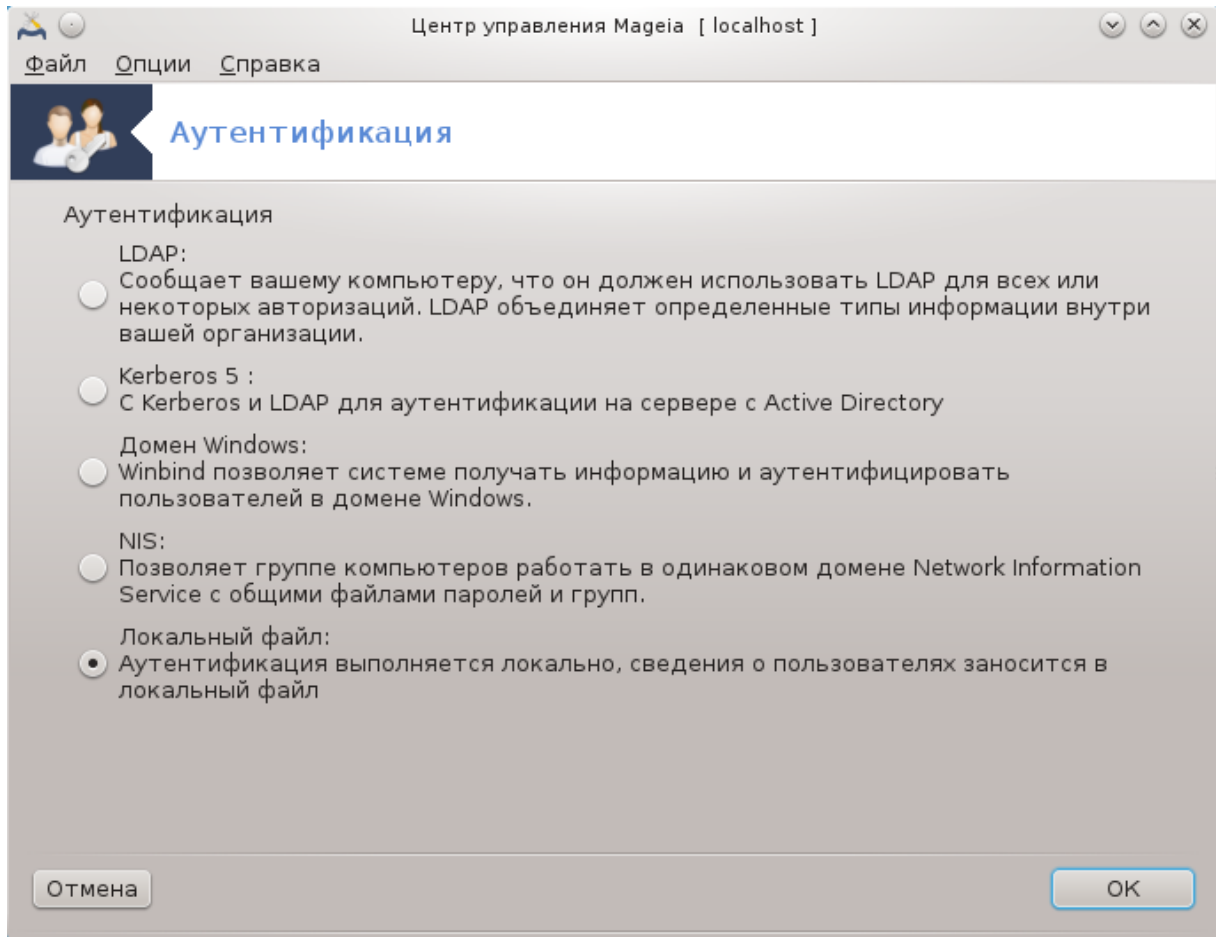 Центр управления Mageia [ localhost ]
Файл Опции Справка
Аутентификация
Аутентификация
LDAP:
Сообщает вашему компьютеру, что он должен использовать LDAP для всех или
некоторых авторизаций. LDAP объединяет определенные типы информации внутри
вашей организации.
Kerberos 5 :
С Kerberos и LDAP для аутентификации на сервере с Active Directory
Домен Windows:
Winbind позволяет системе получать информацию и аутентифицировать
пользователей в домене Windows.
NIS:
Позволяет группе компьютеров работать в одинаковом домене Network Information
Service с общими файлами паролей и групп.
Локальный файл:
Аутентификация выполняется локально, сведения о пользователях заносится в
локальный файл
Отмена OK